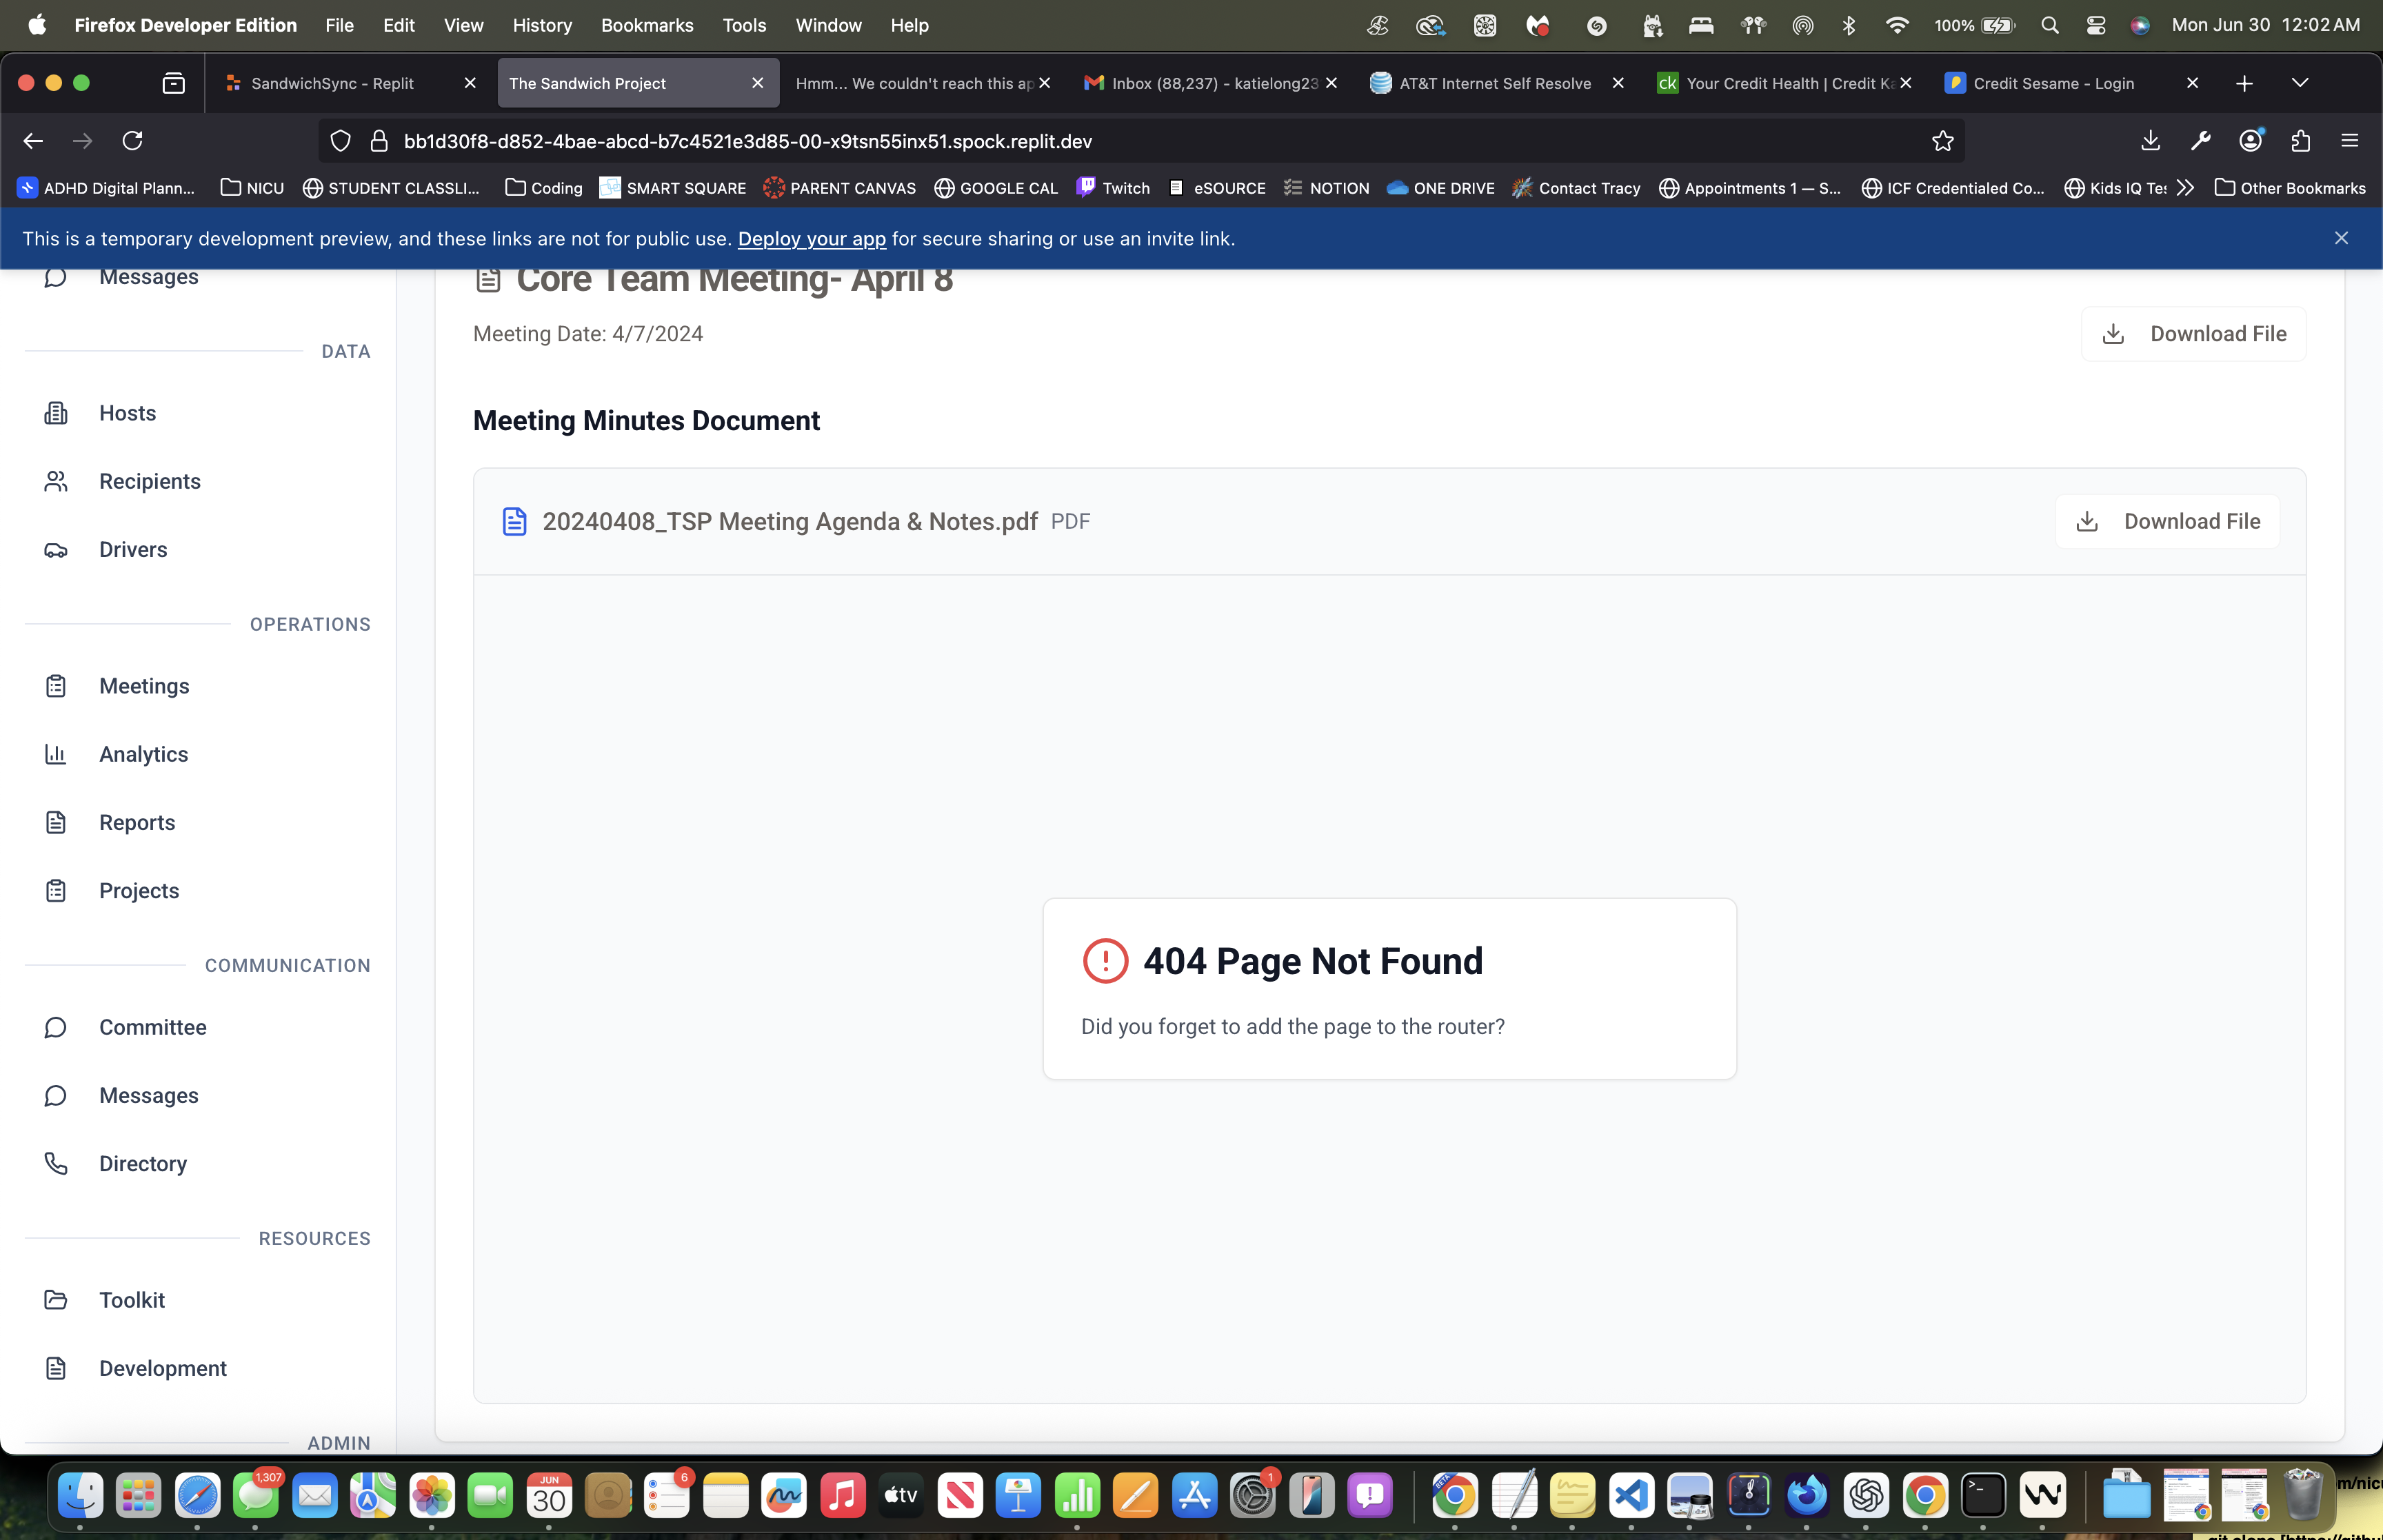 Firefox Developer Edition File Edit View History Bookmarks Tools Window Help 100% Mon Jun 30 12:02 AM
SandwichSync - Replit The Sandwich Project Hmm... We couldn't reach this ap Inbox (88,237) - katielong23 AT&T Internet Self Resolve ck Your Credit Health | Credit Ka Credit Sesame - Login
bb1d30f8-d852-4bae-abcd-b7c4521e3d85-00-x9tsn55inx51.spock.replit.dev
ADHD Digital Plann... NICU STUDENT CLASSLI... Coding SMART SQUARE PARENT CANVAS GOOGLE CAL Twitch eSOURCE NOTION ONE DRIVE Contact Tracy Appointments 1 — S... ICF Credentialed Co... Kids IQ Tes Other Bookmarks
This is a temporary development preview, and these links are not for public use. Deploy your app for secure sharing or use an invite link.
Messages
DATA
Hosts
Recipients
Drivers
OPERATIONS
Meetings
Analytics
Reports
Projects
COMMUNICATION
Committee
Messages
Directory
RESOURCES
Toolkit
Development
ADMIN
Core Team Meeting- April 8
Meeting Date: 4/7/2024
Download File
Meeting Minutes Document
20240408_TSP Meeting Agenda & Notes.pdf PDF
Download File
404 Page Not Found
Did you forget to add the page to the router?
1,307
JUN
30
6
tv
1
BETA